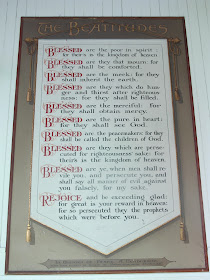 The Beatitudes
BLESSED are the poor in spirit:
for theirs is the kingdom of heaven.
BLESSED are they that mourn: for
they shall be comforted.
BLESSED are the meek: for they
shall inherit the earth.
BLESSED are they which do hun-
ger and thirst after righteous-
ness: for they shall be filled.
BLESSED are the merciful: for
they shall obtain mercy.
BLESSED are the pure in heart:
for they shall see God.
BLESSED are the peacemakers: for they
shall be called the children of God.
BLESSED are they which are perse-
cuted for righteousness' sake: for
theirs is the kingdom of heaven.
BLESSED are ye, when men shall re-
vile you, and persecute you, and
shall say all manner of evil against
you falsely, for my sake.
REJOICE and be exceeding glad:
for great is your reward in heaven:
for so persecuted they the prophets
which were before you.